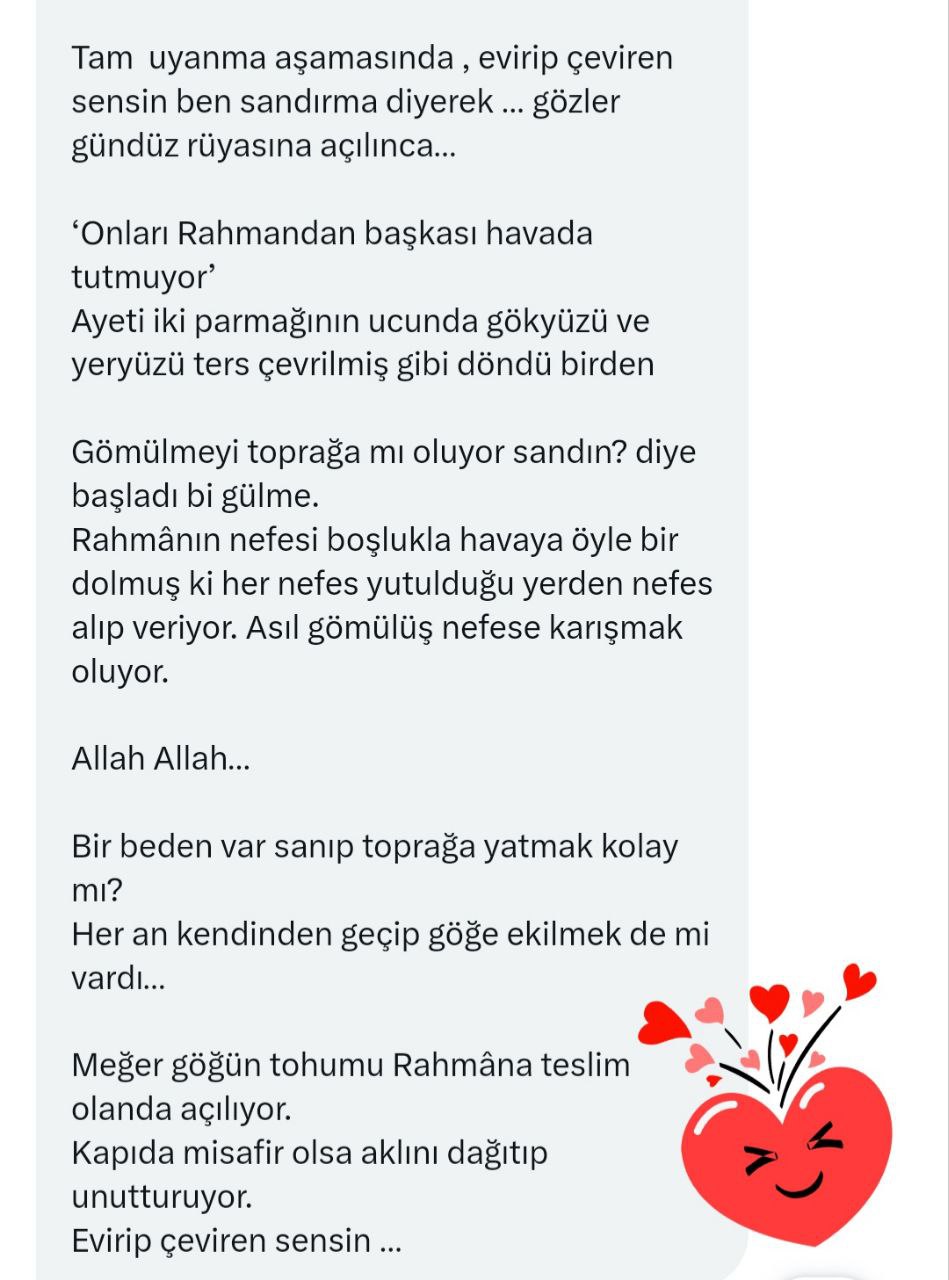 Tam  uyanma aşamasında , evirip çeviren
sensin ben sandırma diyerek ... gözler
gündüz rüyasına açılınca...
‘Onları Rahmandan başkası havada
tutmuyor’
Ayeti iki parmağının ucunda gökyüzü ve
yeryüzü ters çevrilmiş gibi döndü birden
Gömülmeyi toprağa mı oluyor sandın? diye
başladı bi gülme.
Rahmânın nefesi boşlukla havaya öyle bir
dolmuş ki her nefes yutulduğu yerden nefes
alıp veriyor. Asıl gömülüş nefese karışmak
oluyor.
Allah Allah...
Bir beden var sanıp toprağa yatmak kolay
mı?
Her an kendinden geçip göğe ekilmek de mi
vardı...
Meğer göğün tohumu Rahmâna teslim
olanda açılıyor.
Kapıda misafir olsa aklını dağıtıp
unutturuyor.
Evirip çeviren sensin ...